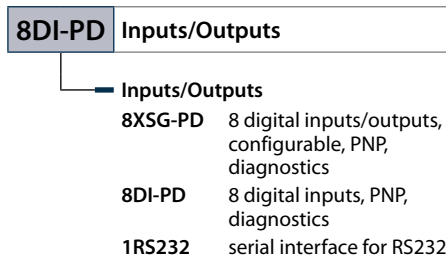 8DI-PD Inputs/Outputs
Inputs/Outputs
8XSG-PD 8 digital inputs/outputs,
configurable, PNP,
diagnostics
8DI-PD 8 digital inputs, PNP,
diagnostics
1RS232 serial interface for RS232